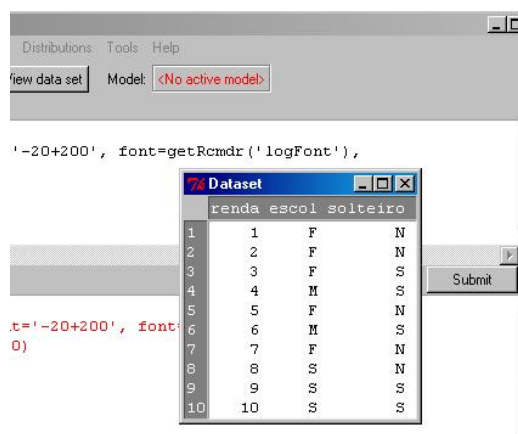 Distributions Tools Help
View data set Model: <No active model>
'-20+200', font=getRcmdr('logFont'),
Dataset
renda escol solteiro
1 1 F N
2 2 F N
3 3 F S
4 4 M S
5 5 F N
6 6 M S
7 7 F N
8 8 S N
9 9 S S
10 10 S S
Submit
t='-20+200', font
0)